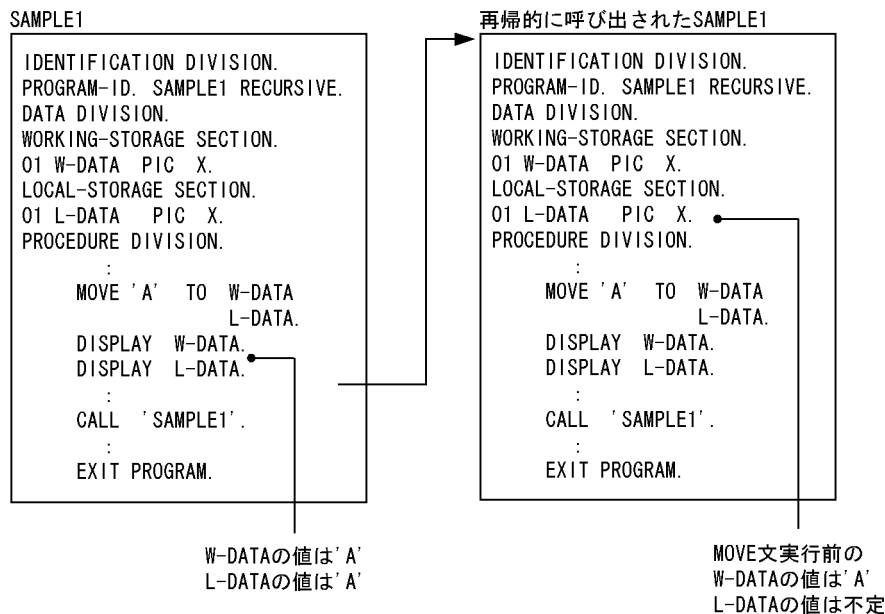 SAMPLE1
IDENTIFICATION DIVISION.
PROGRAM-ID. SAMPLE1 RECURSIVE.
DATA DIVISION.
WORKING-STORAGE SECTION.
01 W-DATA PIC X.
LOCAL-STORAGE SECTION.
01 L-DATA PIC X.
PROCEDURE DIVISION.
:
MOVE 'A' TO W-DATA
L-DATA.
DISPLAY W-DATA.
DISPLAY L-DATA.
:
CALL 'SAMPLE1'.
:
EXIT PROGRAM.
W-DATAの値は'A'
L-DATAの値は'A'
再帰的に呼び出されたSAMPLE1
IDENTIFICATION DIVISION.
PROGRAM-ID. SAMPLE1 RECURSIVE.
DATA DIVISION.
WORKING-STORAGE SECTION.
01 W-DATA PIC X.
LOCAL-STORAGE SECTION.
01 L-DATA PIC X.
PROCEDURE DIVISION.
:
MOVE 'A' TO W-DATA
L-DATA.
DISPLAY W-DATA.
DISPLAY L-DATA.
:
CALL 'SAMPLE1'.
:
EXIT PROGRAM.
MOVE文実行前の
W-DATAの値は'A'
L-DATAの値は不定